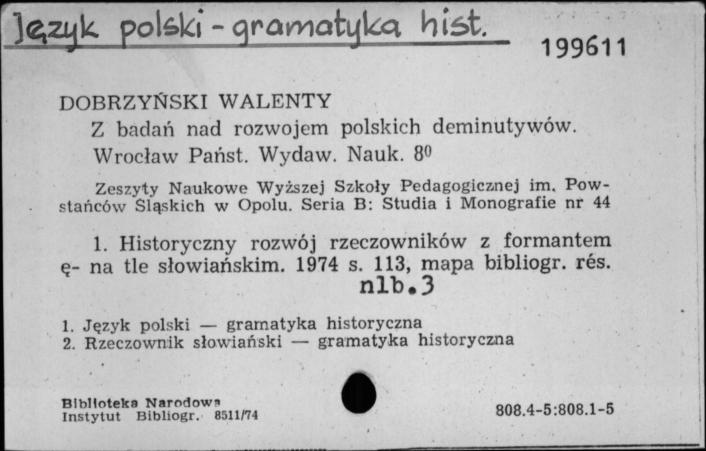 Język polski - gramatyka hist.
199611
DOBRZYŃSKI WALENTY
Z badań nad rozwojem polskich deminutywów.
Wrocław Państ. Wydaw. Nauk. 8⁰
Zeszyty Naukowe Wyższej Szkoły Pedagogicznej im. Pow-
stańców Śląskich w Opolu. Seria B: Studia i Monografie nr 44
1. Historyczny rozwój rzeczowników z formantem
ę- na tle słowiańskim. 1974 s. 113, mapa bibliogr. rés.
nlb.3
1. Język polski — gramatyka historyczna
2. Rzeczownik słowiański — gramatyka historyczna
Biblioteka Narodowa
Instytut Bibliogr. 8511/74
808.4-5:808.1-5